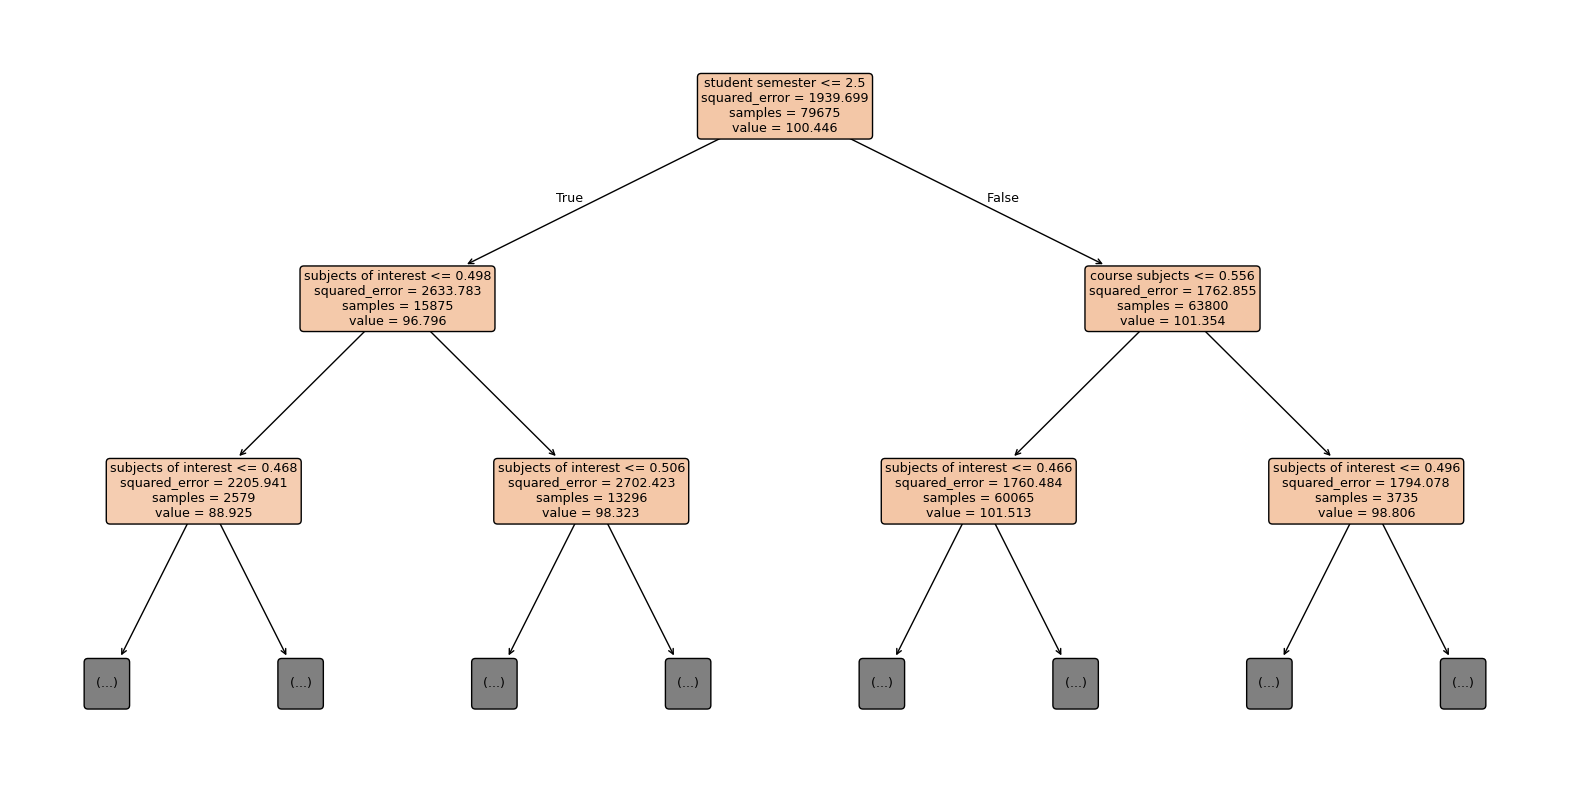 student semester <= 2.5
squared_error = 1939.699
samples = 79675
value = 100.446
True
False
subjects of interest <= 0.498
squared_error = 2633.783
samples = 15875
value = 96.796
course subjects <= 0.556
squared_error = 1762.855
samples = 63800
value = 101.354
subjects of interest <= 0.468
squared_error = 2205.941
samples = 2579
value = 88.925
subjects of interest <= 0.506
squared_error = 2702.423
samples = 13296
value = 98.323
subjects of interest <= 0.466
squared_error = 1760.484
samples = 60065
value = 101.513
subjects of interest <= 0.496
squared_error = 1794.078
samples = 3735
value = 98.806
(...)
(...)
(...)
(...)
(...)
(...)
(...)
(...)